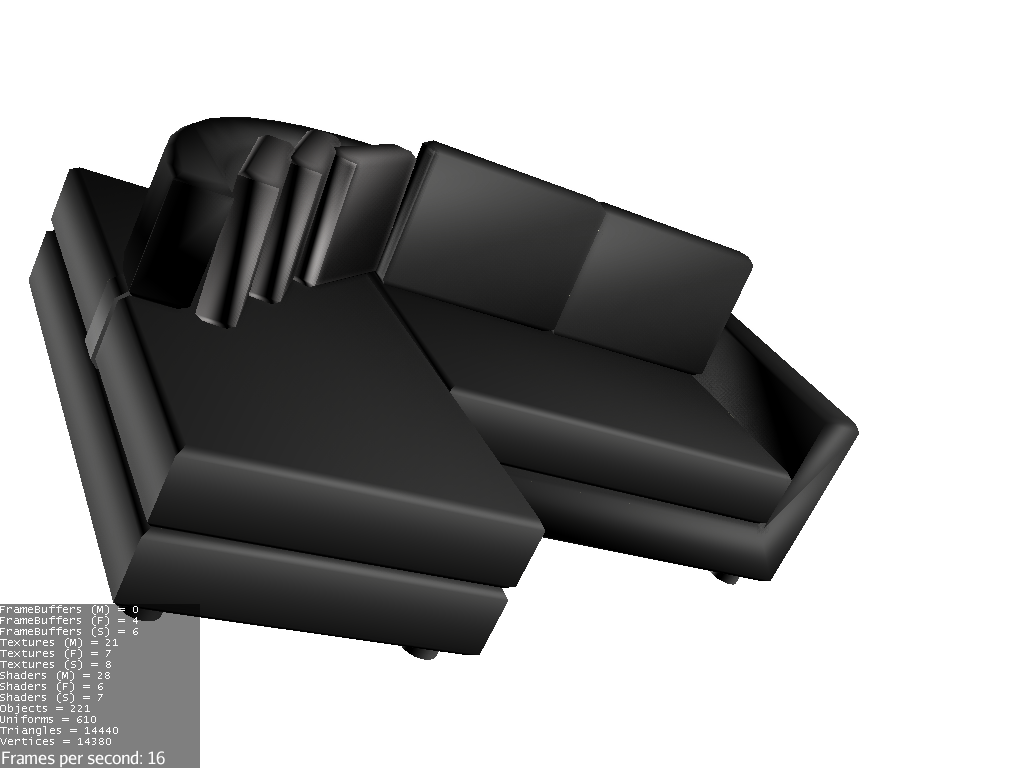 FrameBuffers (M) = 0
FrameBuffers (F) = 4
FrameBuffers (S) = 6
Textures (M) = 21
Textures (F) = 7
Textures (S) = 8
Shaders (M) = 28
Shaders (F) = 6
Shaders (S) = 7
Objects = 221
Uniforms = 610
Triangles = 14440
Vertices = 14380
Frames per second: 16